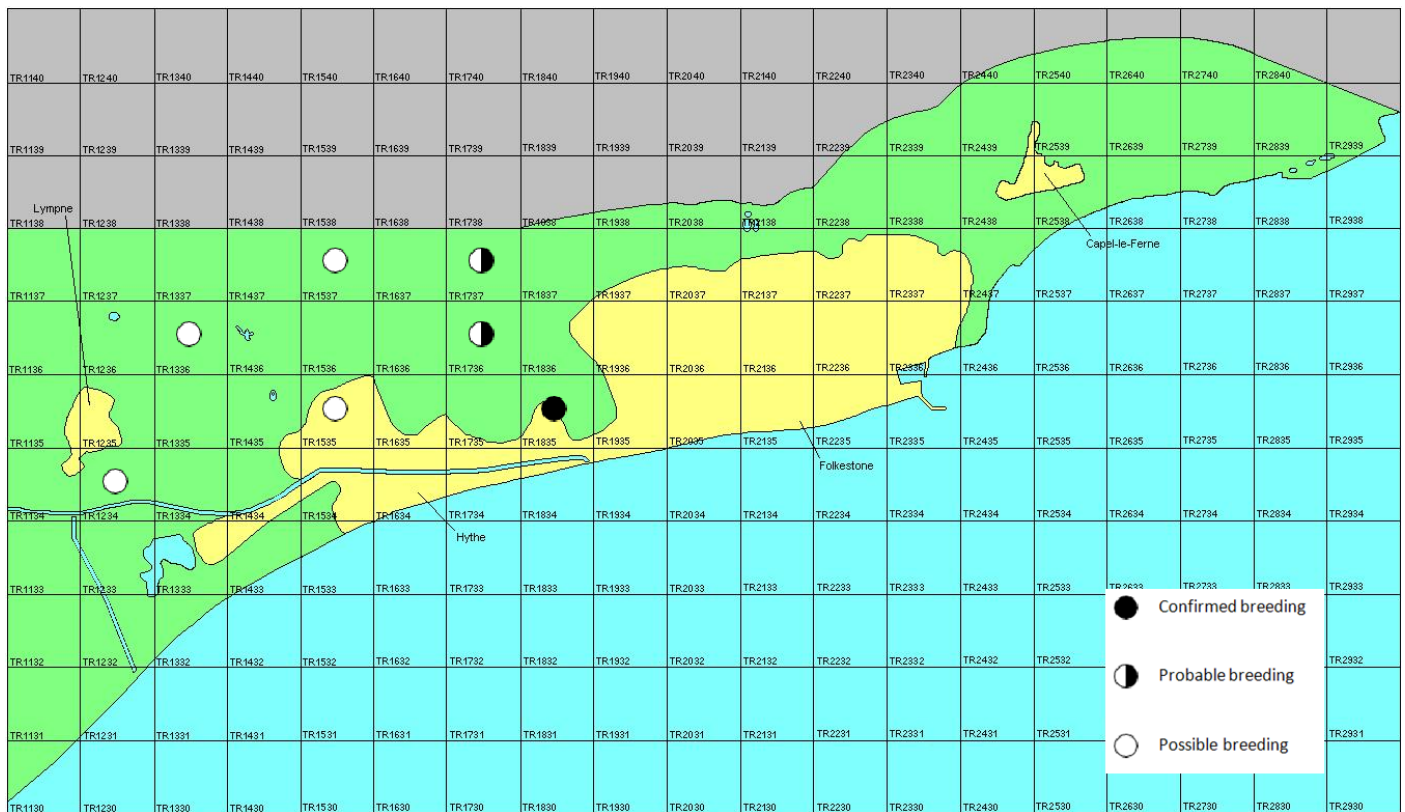 TR1140 TR1240 TR1340 TR1440 TR1540 TR1640 TR1740 TR1840 TR1940 TR2040 TR2140 TR2240 TR2340 TR2440 TR2540 TR2640 TR2740 TR2840
TR1139 TR1239 TR1339 TR1439 TR1539 TR1639 TR1739 TR1839 TR1939 TR2039 TR2139 TR2239 TR2339 TR2439 TR2539 TR2639 TR2739 TR2839 TR2939
Lympne
TR1138 TR1238 TR1338 TR1438 TR1538 TR1638 TR1738 TR1938 TR2038 TR2138 TR2238 TR2338 TR2438 TR2538 TR2638 TR2738 TR2838 TR2938
Capel-le-Ferne
TR1137 TR1237 TR1337 TR1437 TR1537 TR1637 TR1737 TR1837 TR1937 TR2037 TR2137 TR2237 TR2337 TR2437 TR2537 TR2637 TR2737 TR2837 TR2937
TR1136 TR1236 TR1336 TR1436 TR1536 TR1636 TR1736 TR1836 TR1936 TR2036 TR2136 TR2236 TR2336 TR2436 TR2536 TR2636 TR2736 TR2836 TR2936
TR1135 TR1235 TR1335 TR1435 TR1535 TR1635 TR1735 TR1835 TR1935 TR2035 TR2135 TR2235 TR2335 TR2435 TR2535 TR2635 TR2735 TR2835 TR2935
Folkestone
TR1134 TR1234 TR1334 TR1434 TR1534 TR1634 TR1734 TR1834 TR1934 TR2034 TR2134 TR2234 TR2334 TR2434 TR2534 TR2634 TR2734 TR2834 TR2934
Hythe
TR1133 TR1233 TR1333 TR1433 TR1533 TR1633 TR1733 TR1833 TR1933 TR2033 TR2133 TR2233 TR2333 TR2433 TR2533 TR2633 TR2733 TR2833 TR2933
Confirmed breeding
TR1132 TR1232 TR1332 TR1432 TR1532 TR1632 TR1732 TR1832 TR1932 TR2032 TR2132 TR2232 TR2332 TR2432 TR2532 TR2932
Probable breeding
TR1131 TR1231 TR1331 TR1431 TR1531 TR1631 TR1731 TR1831 TR1931 TR2031 TR2131 TR2231 TR2331 TR2431 TR2531 TR2931
Possible breeding
TR1130 TR1230 TR1330 TR1430 TR1530 TR1630 TR1730 TR1830 TR1930 TR2030 TR2130 TR2230 TR2330 TR2430 TR2530 TR2630 TR2730 TR2830 TR2930